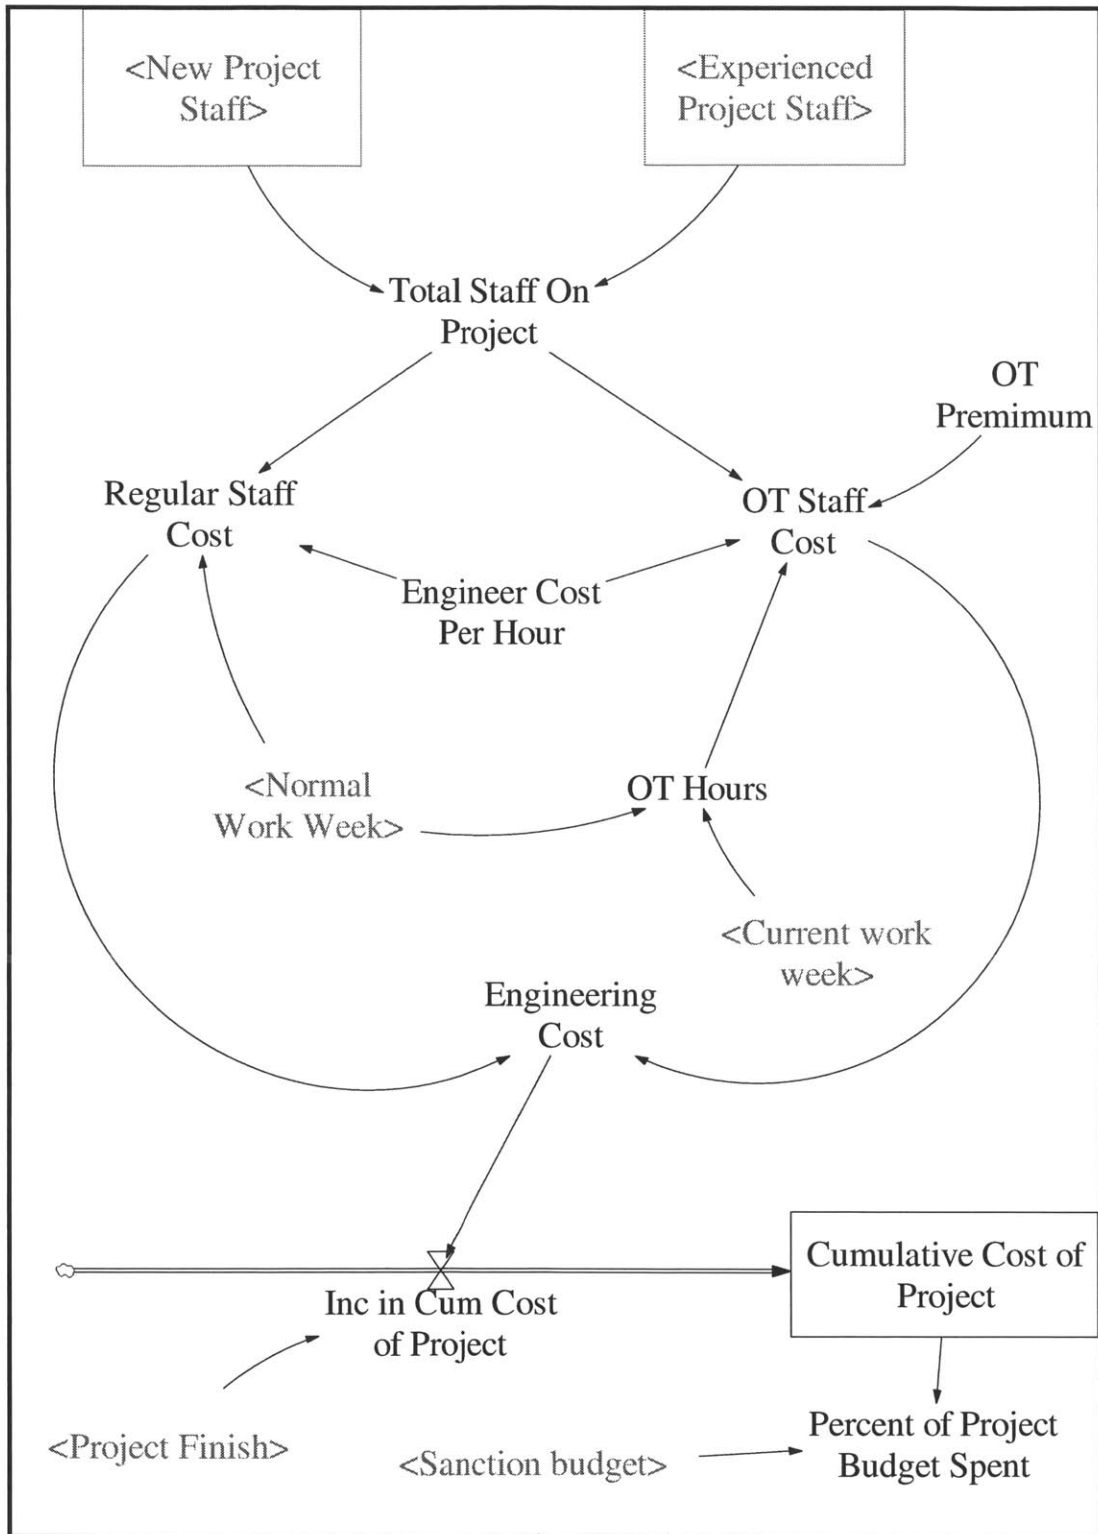 <New Project
Staff>
<Experienced
Project Staff>
Total Staff On
Project
OT
Premimum
Regular Staff
Cost
OT Staff
Cost
Engineer Cost
Per Hour
<Normal
Work Week>
OT Hours
<Current work
week>
Engineering
Cost
Cumulative Cost of
Project
Inc in Cum Cost
of Project
Percent of Project
Budget Spent
<Project Finish>
<Sanction budget>